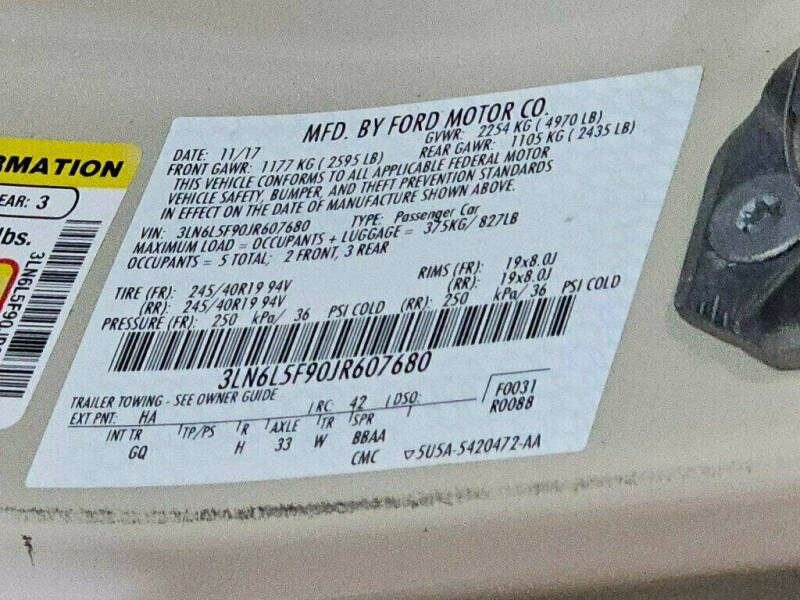 RMATION
EAR: 3
lbs.
3LN6L5F90JR
MFD. BY FORD MOTOR CO.
DATE: 11/17 GVWR: 2254 KG ( 4970 LB)
FRONT GAWR: 1177 KG ( 2595 LB) REAR GAWR: 1105 KG ( 2435 LB)
THIS VEHICLE CONFORMS TO ALL APPLICABLE FEDERAL MOTOR
VEHICLE SAFETY, BUMPER, AND THEFT PREVENTION STANDARDS
IN EFFECT ON THE DATE OF MANUFACTURE SHOWN ABOVE.
VIN: 3LN6L5F90JR607680 TYPE: Passenger Car
MAXIMUM LOAD = OCCUPANTS + LUGGAGE = 375KG/ 827LB
OCCUPANTS = 5 TOTAL; 2 FRONT, 3 REAR
TIRE (FR): 245/40R19 94V RIMS (FR): 19x8.0J
(RR): 245/40R19 94V (RR): 19x8.0J
PRESSURE (FR): 250 kPa/ 36 PSI COLD (RR): 250 kPa/ 36 PSI COLD
3LN6L5F90JR607680
TRAILER TOWING - SEE OWNER GUIDE
EXT PNT: HA RC: 42 DSO: F0031
INT TR TP/PS R AXLE TR SPR R0088
GQ H 33 W BBAA
CMC 5U5A-5420472-AA